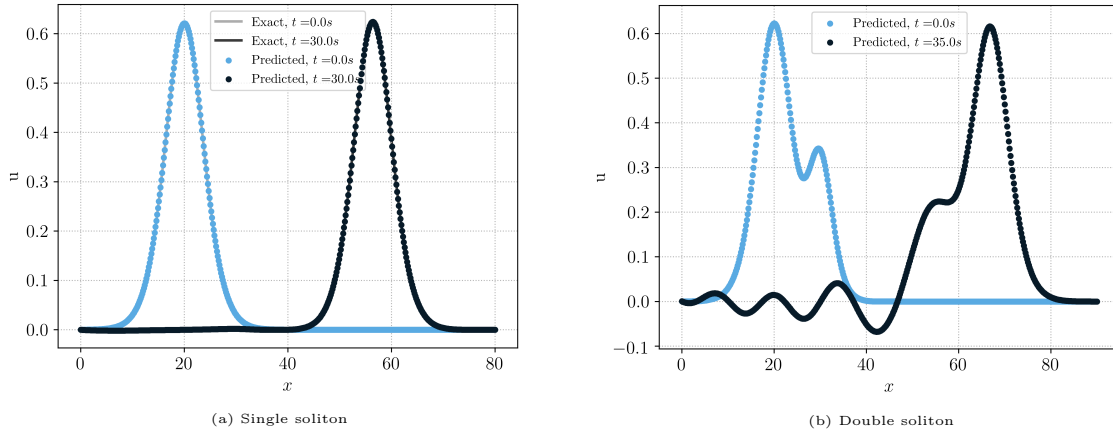 Exact, t =0.0s
Exact, t =30.0s
Predicted, t =0.0s
Predicted, t =30.0s
0.6
0.5
0.4
0.3
0.2
0.1
0.0
u
0 20 40 60 80
x
(a) Single soliton
Predicted, t =0.0s
Predicted, t =35.0s
0.6
0.5
0.4
0.3
0.2
0.1
0.0
−0.1
u
0 20 40 60 80
x
(b) Double soliton